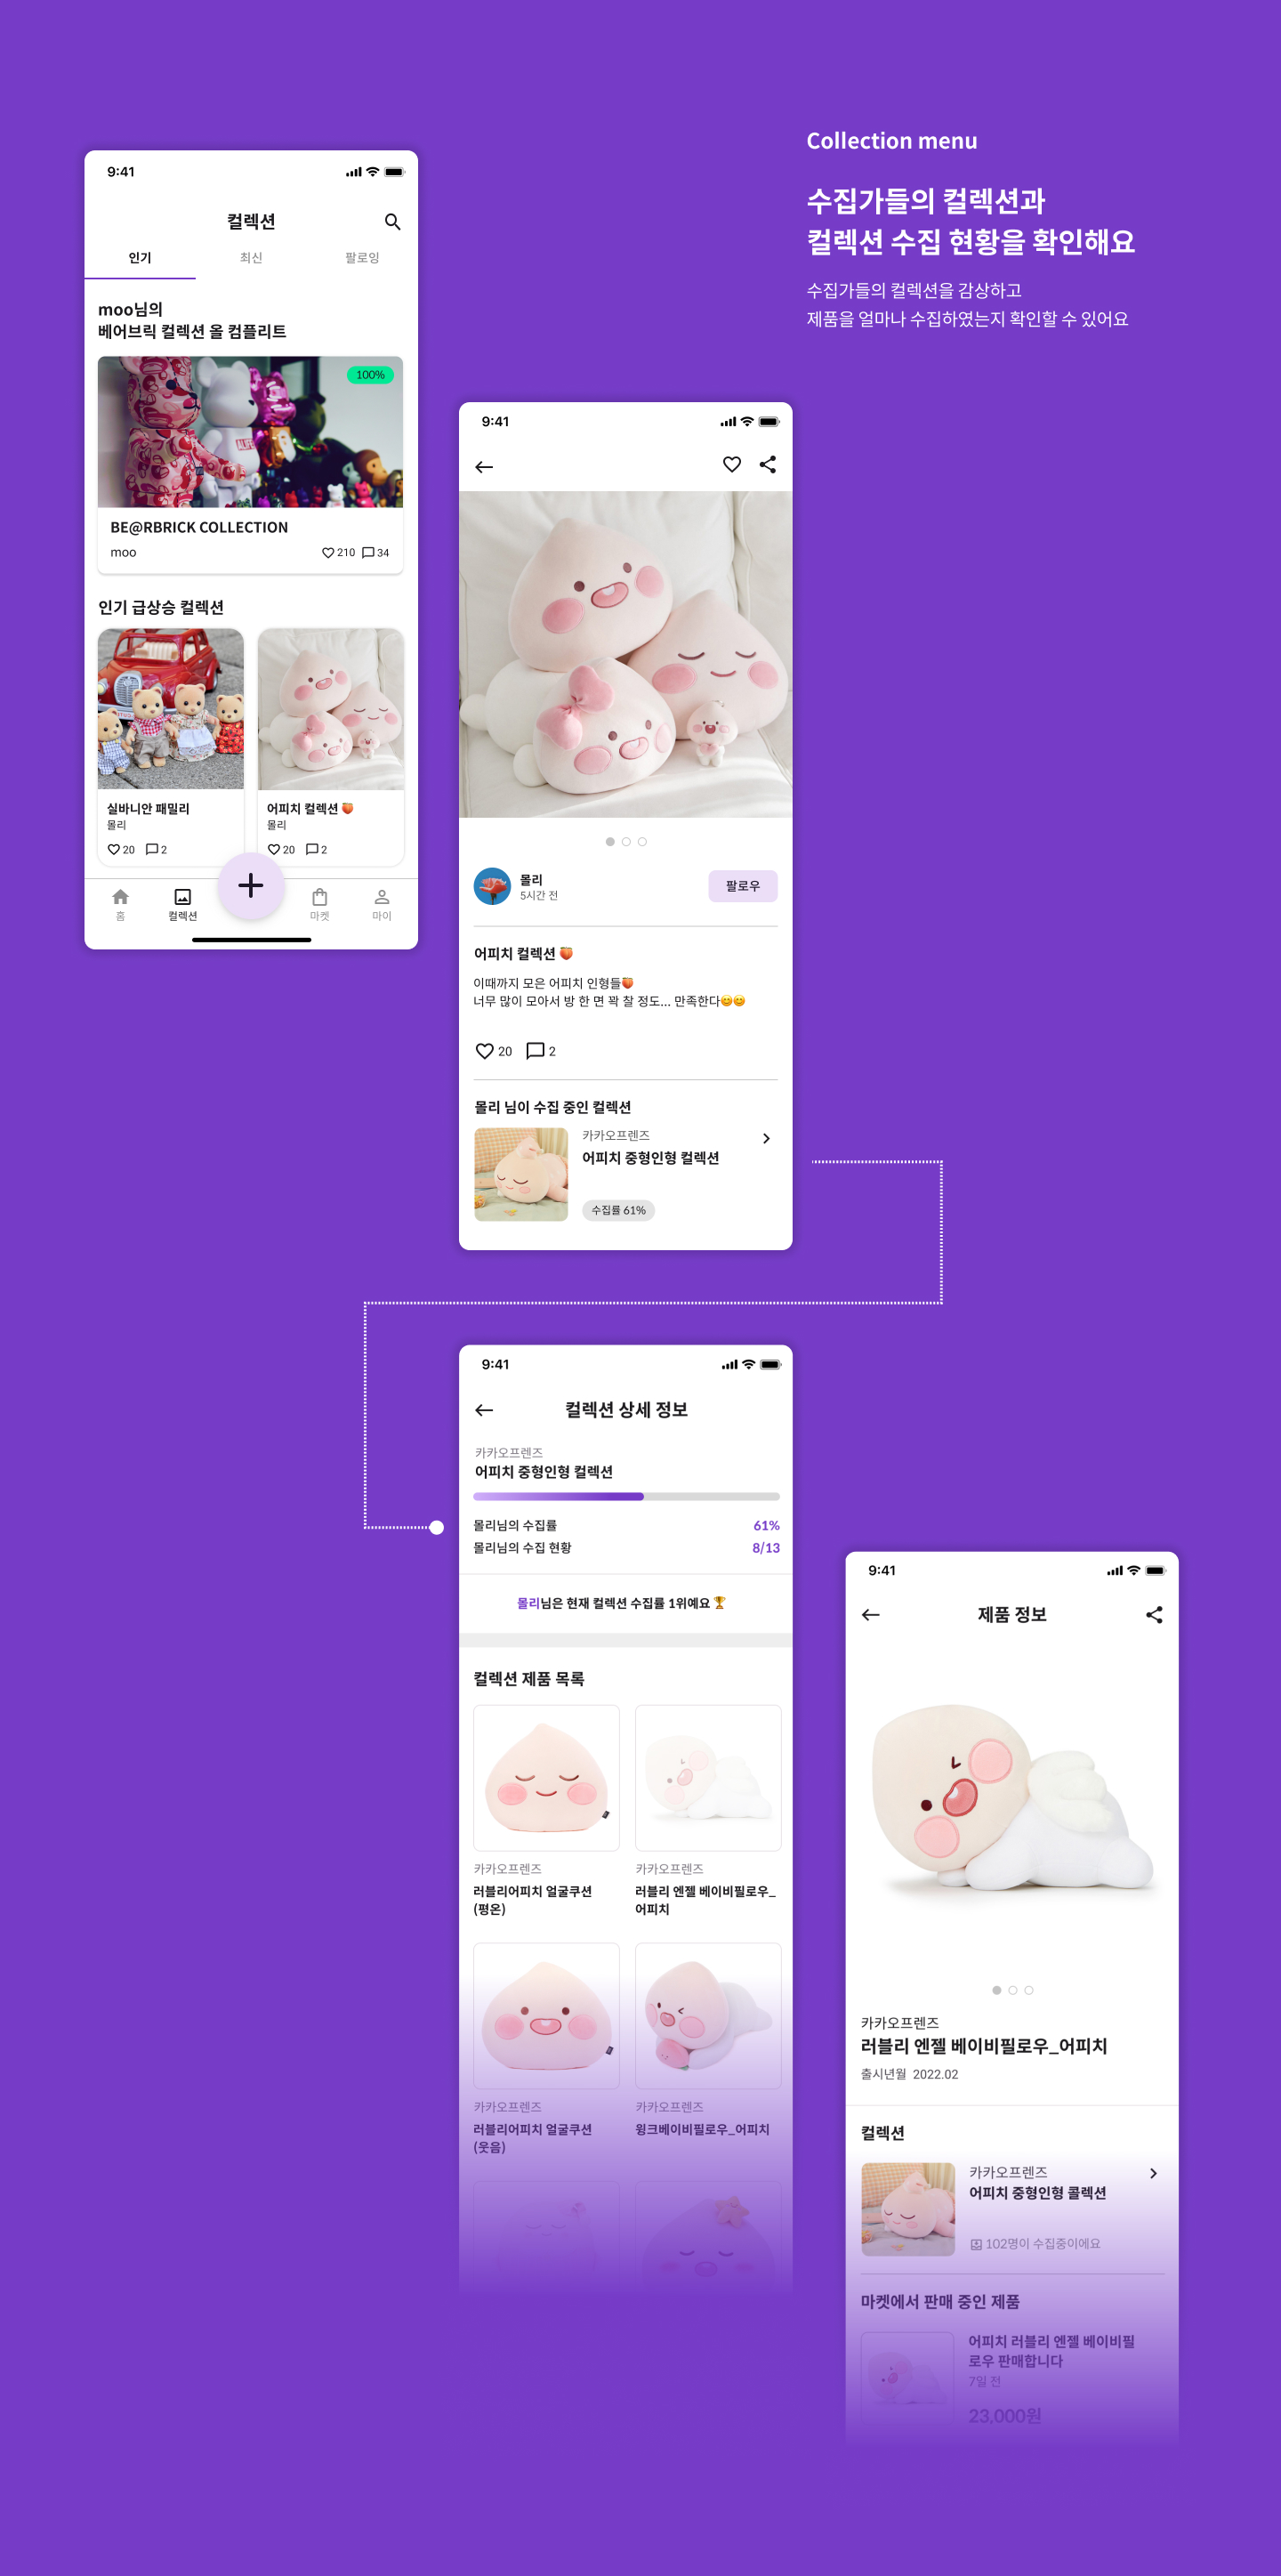 Collection menu
수집가들의 컬렉션과
컬렉션 수집 현황을 확인해요
수집가들의 컬렉션을 감상하고
제품을 얼마나 수집하였는지 확인할 수 있어요
9:41
컬렉션
인기 최신 팔로잉
moo님의
베어브릭 컬렉션 올 컴플리트
100%
BE@RBRICK COLLECTION
moo 210 34
인기 급상승 컬렉션
실바니안 패밀리
몰리
20 2
어피치 컬렉션 🍑
몰리
20 2
홈 컬렉션 마켓 마이
9:41
몰리
5시간 전
팔로우
어피치 컬렉션 🍑
이때까지 모은 어피치 인형들🍑
너무 많이 모아서 방 한 면 꽉 찰 정도... 만족한다😊😊
20 2
몰리 님이 수집 중인 컬렉션
카카오프렌즈
어피치 중형인형 컬렉션
수집률 61%
9:41
컬렉션 상세 정보
카카오프렌즈
어피치 중형인형 컬렉션
몰리님의 수집률 61%
몰리님의 수집 현황 8/13
몰리님은 현재 컬렉션 수집률 1위예요 🏆
컬렉션 제품 목록
카카오프렌즈
러블리어피치 얼굴쿠션
(평온)
카카오프렌즈
러블리 엔젤 베이비필로우_
어피치
카카오프렌즈
러블리어피치 얼굴쿠션
(웃음)
카카오프렌즈
윙크베이비필로우_어피치
9:41
제품 정보
카카오프렌즈
러블리 엔젤 베이비필로우_어피치
출시년월 2022.02
컬렉션
카카오프렌즈
어피치 중형인형 콜렉션
102명이 수집중이에요
마켓에서 판매 중인 제품
어피치 러블리 엔젤 베이비필
로우 판매합니다
7일 전
23,000원